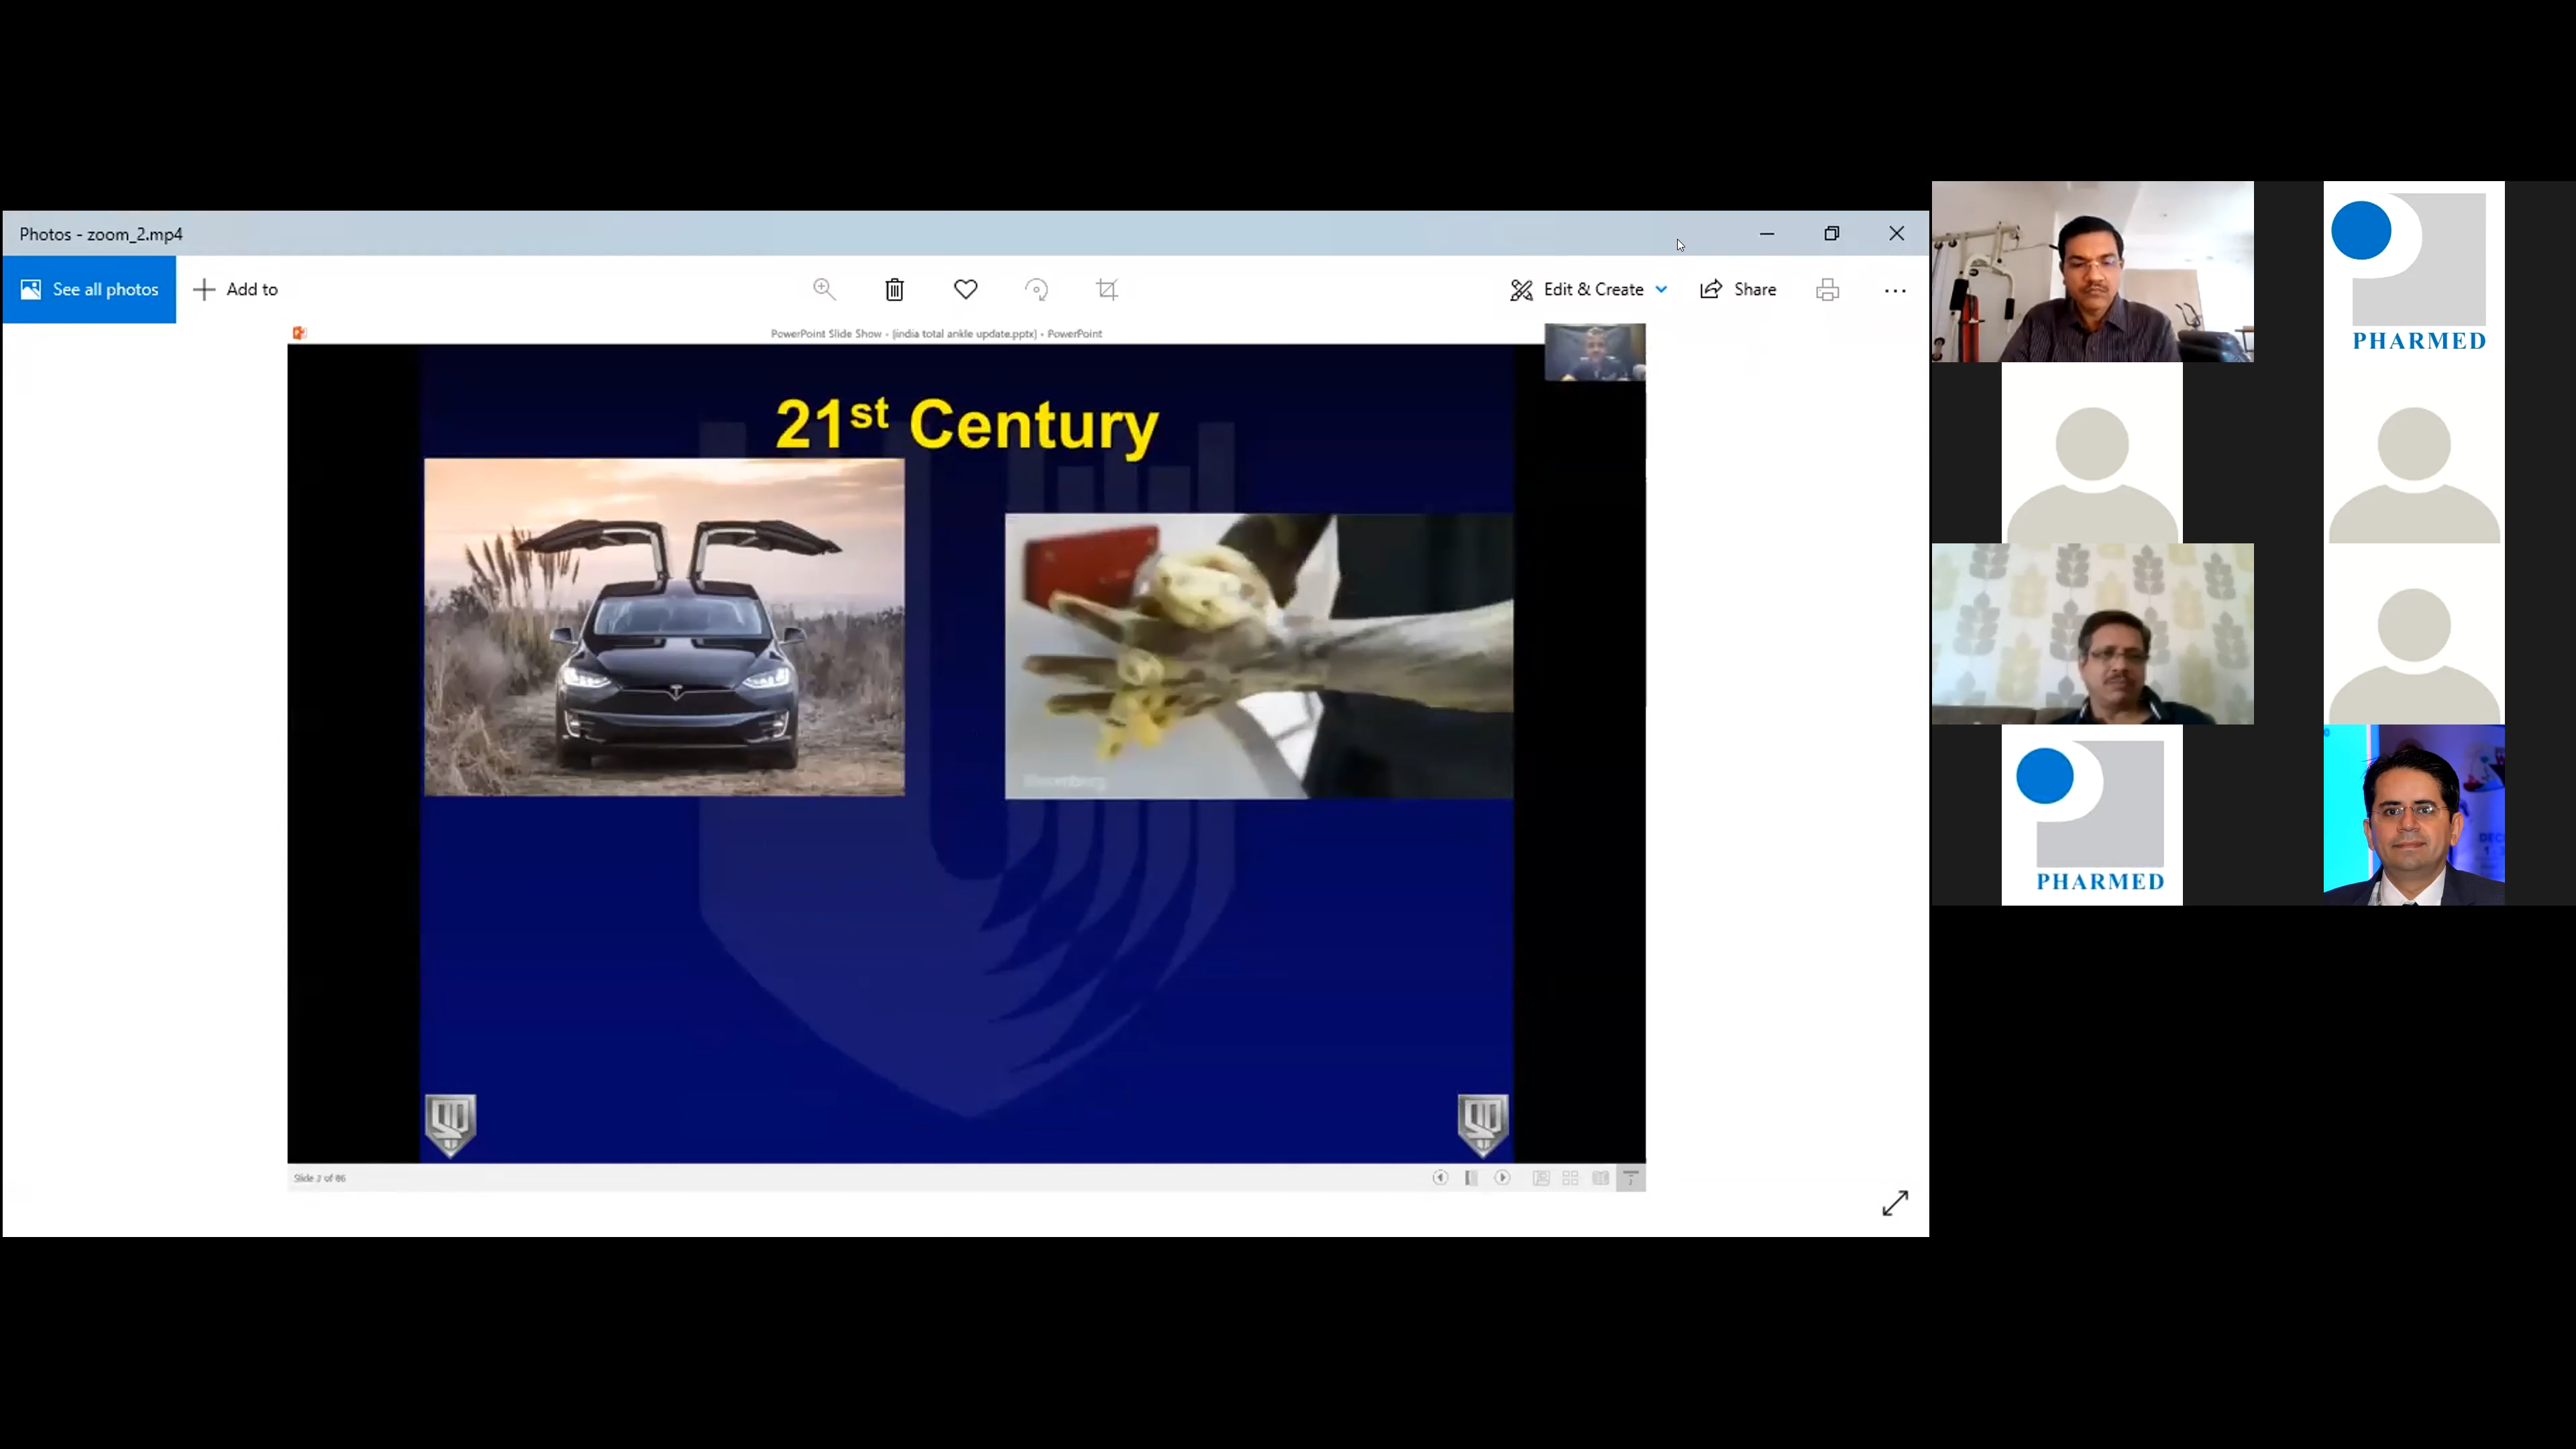 Photos - zoom_2.mp4
See all photos
Add to
Edit & Create
Share
PowerPoint Slide Show - [india total ankle update.pptx] - PowerPoint
21st Century
Bloomberg
PHARMED
PHARMED